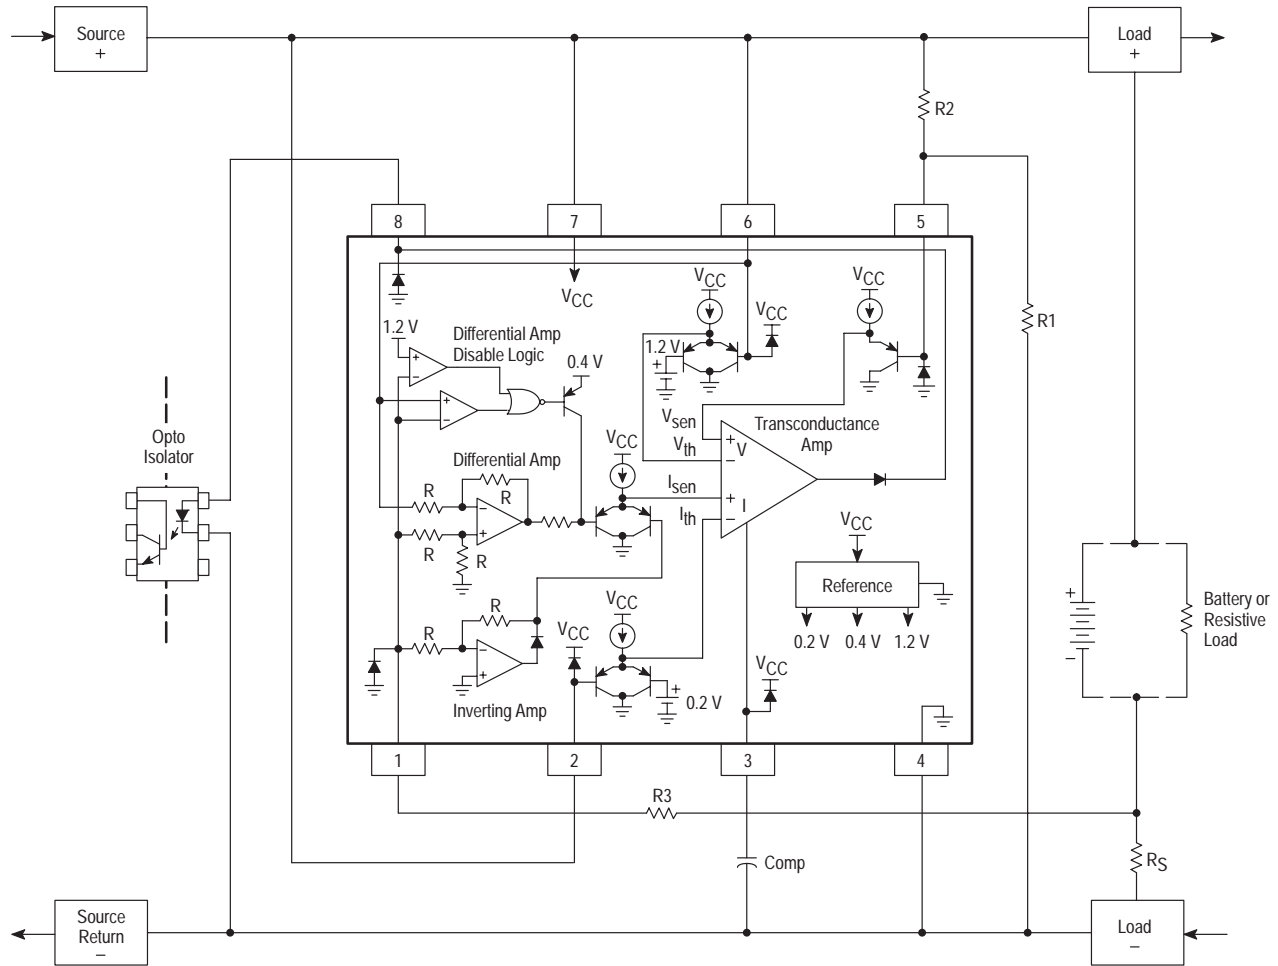 Source
+
Load
+
R2
8
7
6
5
VCC
1.2 V
Differential Amp
Disable Logic
0.4 V
VCC
1.2 V
+
VCC
VCC
R1
+
−
+
−
Opto
Isolator
Vsen
Vth
Isen
Ith
+
V
−
+
I
−
Transconductance
Amp
Differential Amp
R
R
−
+
R
R
VCC
VCC
Reference
0.2 V
0.4 V
1.2 V
+
−
Battery or
Resistive
Load
R
R
−
+
Inverting Amp
VCC
VCC
+
0.2 V
VCC
1
2
3
4
R3
Comp
RS
Source
Return
−
Load
−